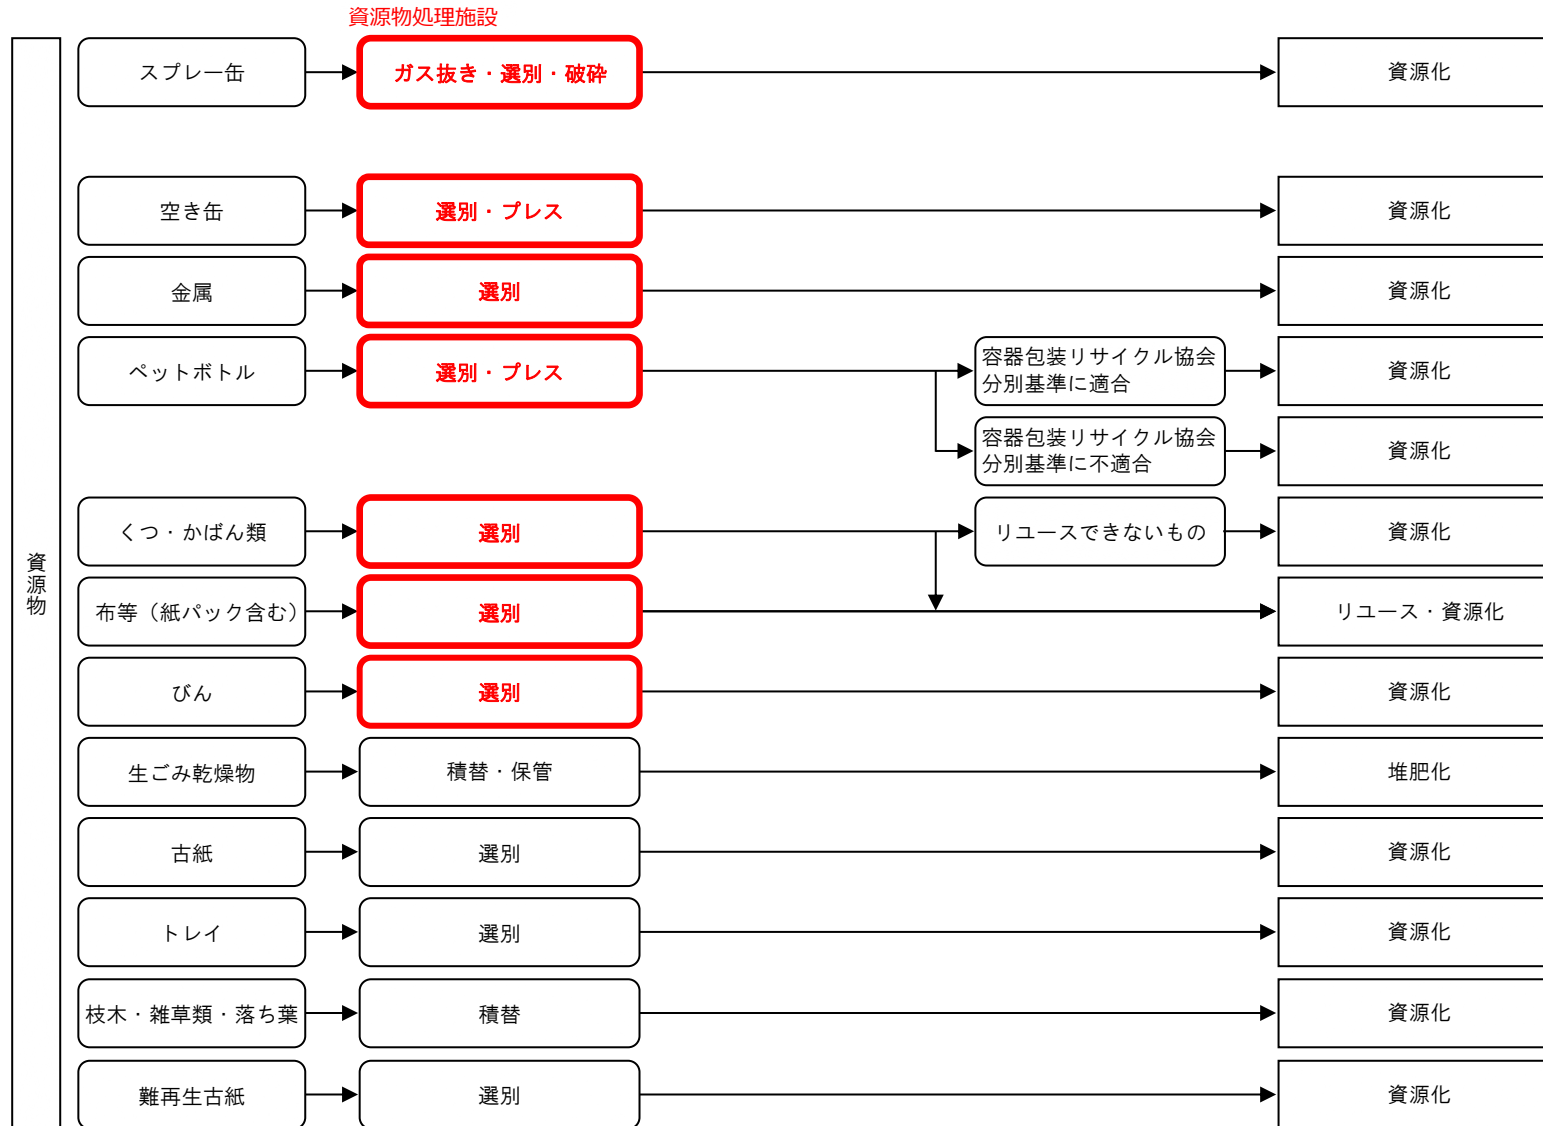 資源物処理施設
資源物
スプレー缶
ガス抜き・選別・破砕
資源化
空き缶
選別・プレス
資源化
金属
選別
資源化
ペットボトル
選別・プレス
容器包装リサイクル協会
分別基準に適合
資源化
容器包装リサイクル協会
分別基準に不適合
資源化
くつ・かばん類
選別
リユースできないもの
資源化
布等（紙パック含む）
選別
リユース・資源化
びん
選別
資源化
生ごみ乾燥物
積替・保管
堆肥化
古紙
選別
資源化
トレイ
選別
資源化
枝木・雑草類・落ち葉
積替
資源化
難再生古紙
選別
資源化